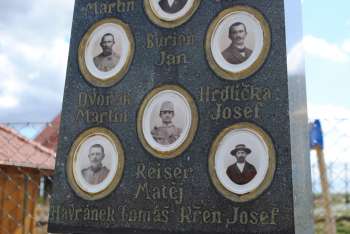 Martin
Burian
Jan
Dvořák
Martin
Hrdlička
Josef
Reiser
Matěj
Havránek Tomáš Křen Josef